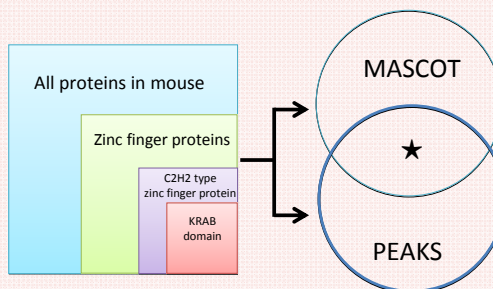 All proteins in mouse
Zinc finger proteins
C2H2 type
zinc finger protein
KRAB
domain
MASCOT
PEAKS